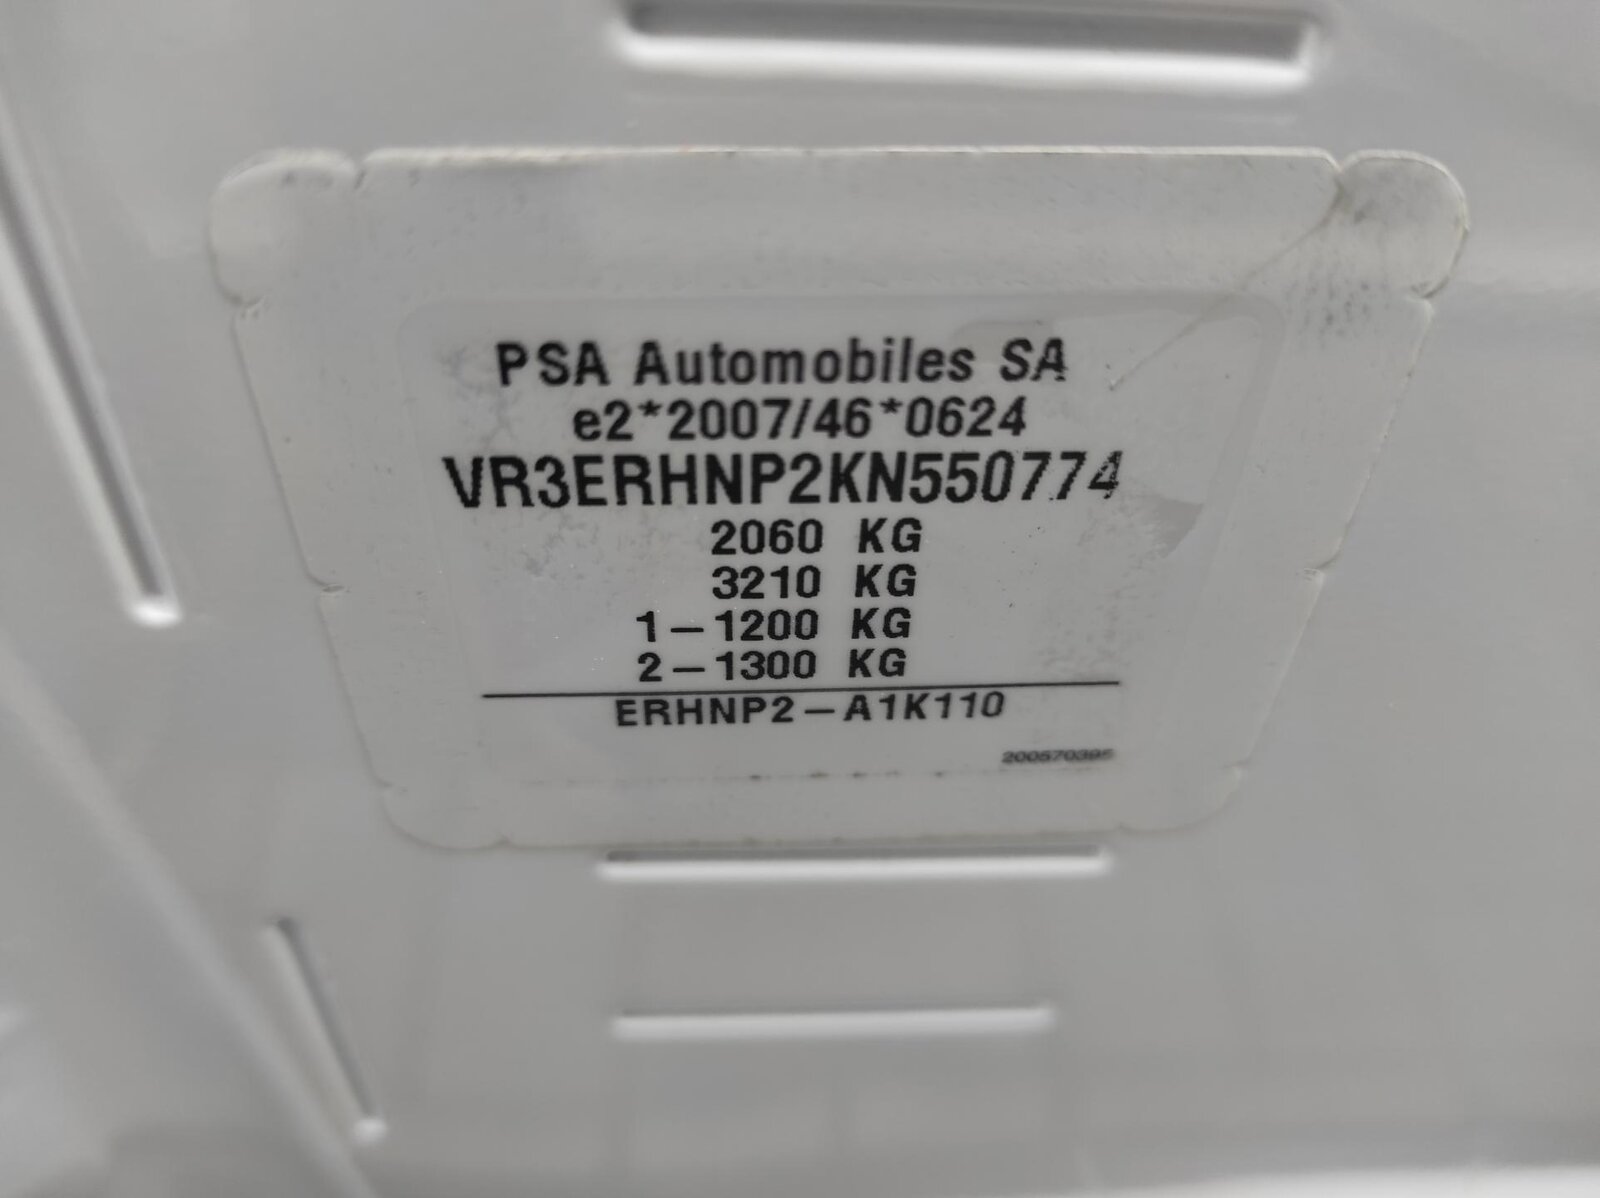 PSA Automobiles SA
e2*2007/46*0624
VR3ERHNP2KN550774
2060 KG
3210 KG
1-1200 KG
2-1300 KG
ERHNP2-A1K110
200570395